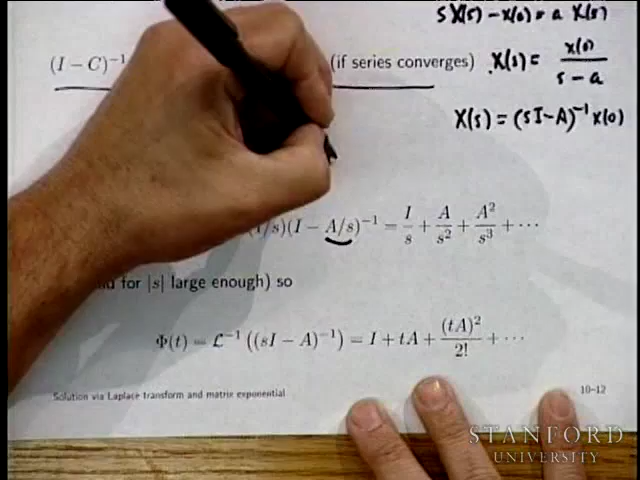 sX(s) - x(0) = a X(s)
(I − C)⁻¹ (if series converges)
X(s) = x(0) / (s − a)
X(s) = (sI − A)⁻¹ x(0)
/s)(I − A/s)⁻¹ = I/s + A/s² + A²/s³ + ⋯
for |s| large enough) so
Φ(t) = ℒ⁻¹ ((sI − A)⁻¹) = I + tA + (tA)²/2! + ⋯
Solution via Laplace transform and matrix exponential 10–12
STANFORD
UNIVERSITY